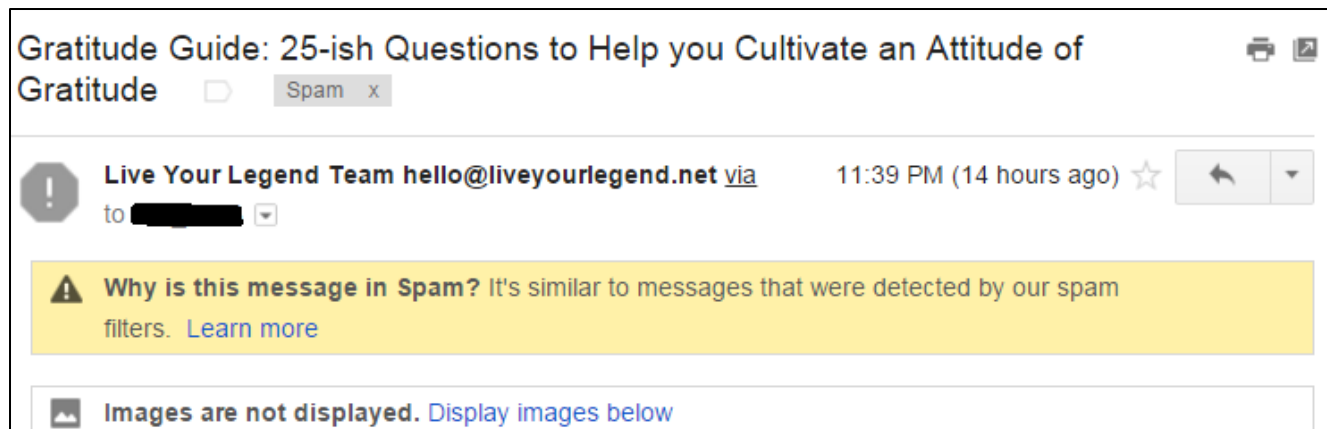 Gratitude Guide: 25-ish Questions to Help you Cultivate an Attitude of
Gratitude Spam x
Live Your Legend Team hello@liveyourlegend.net via 11:39 PM (14 hours ago)
to
Why is this message in Spam? It's similar to messages that were detected by our spam
filters. Learn more
Images are not displayed. Display images below